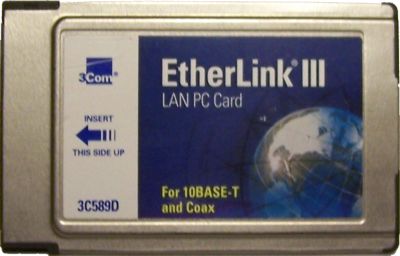 3Com®
EtherLink® III
LAN PC Card
INSERT
THIS SIDE UP
For 10BASE-T
and Coax
3C589D